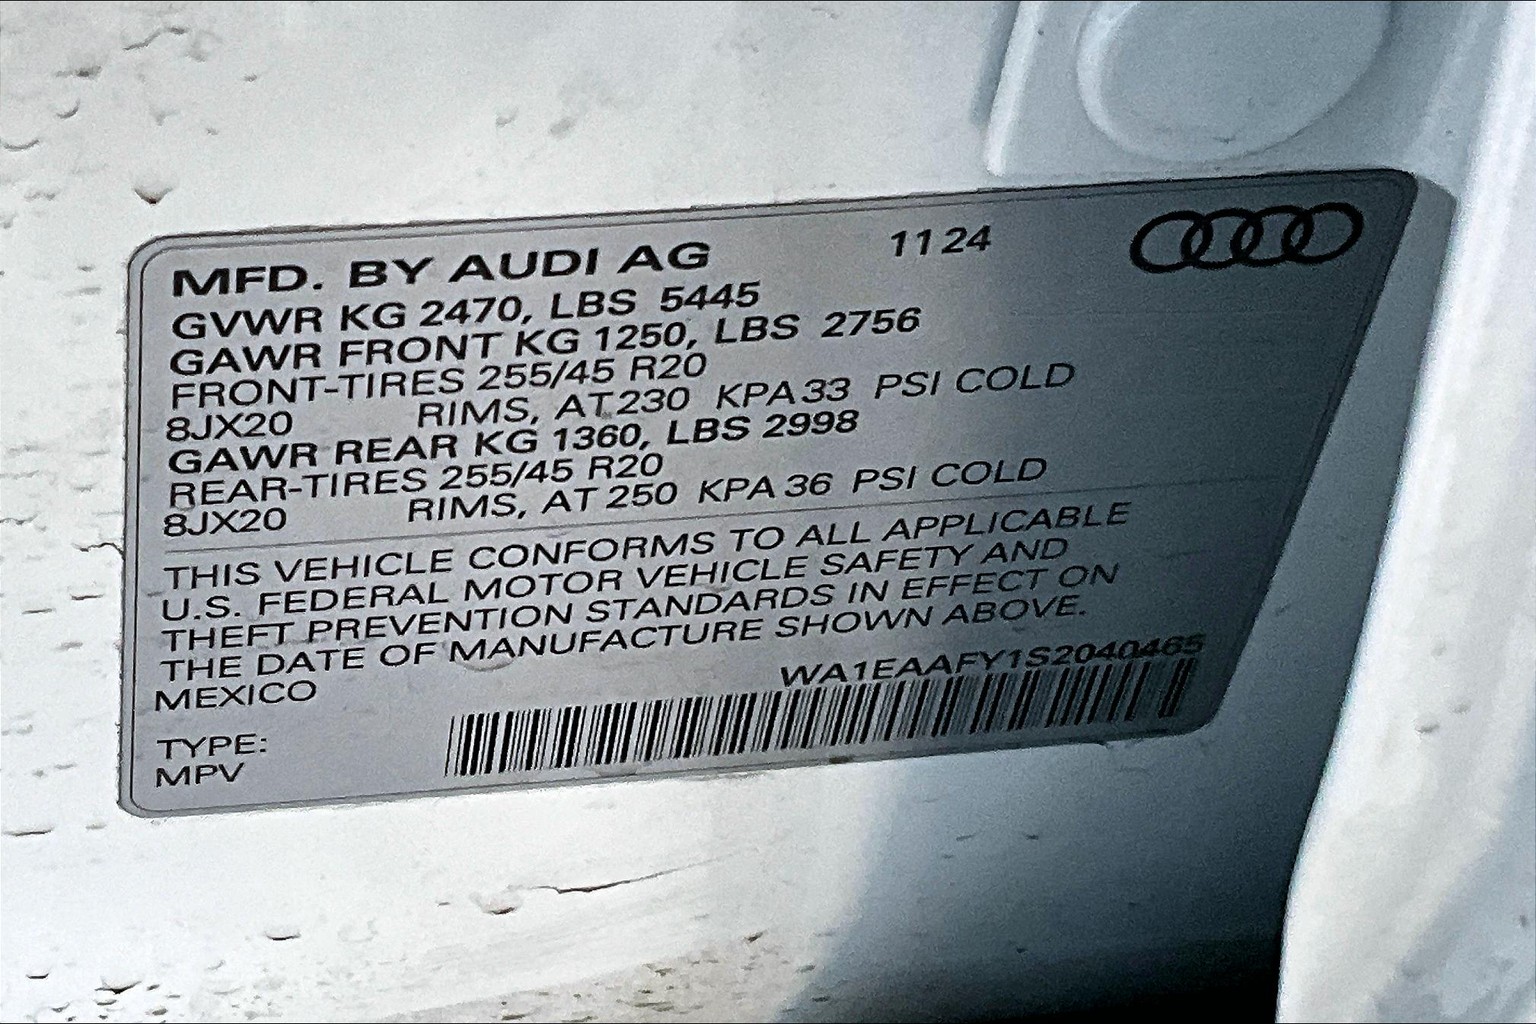 MFD. BY AUDI AG 1124
GVWR KG 2470, LBS 5445
GAWR FRONT KG 1250, LBS 2756
FRONT-TIRES 255/45 R20
8JX20 RIMS, AT 230 KPA 33 PSI COLD
GAWR REAR KG 1360, LBS 2998
REAR-TIRES 255/45 R20
8JX20 RIMS, AT 250 KPA 36 PSI COLD
THIS VEHICLE CONFORMS TO ALL APPLICABLE
U.S. FEDERAL MOTOR VEHICLE SAFETY AND
THEFT PREVENTION STANDARDS IN EFFECT ON
THE DATE OF MANUFACTURE SHOWN ABOVE.
MEXICO WA1EAAFY1S2040465
TYPE:
MPV